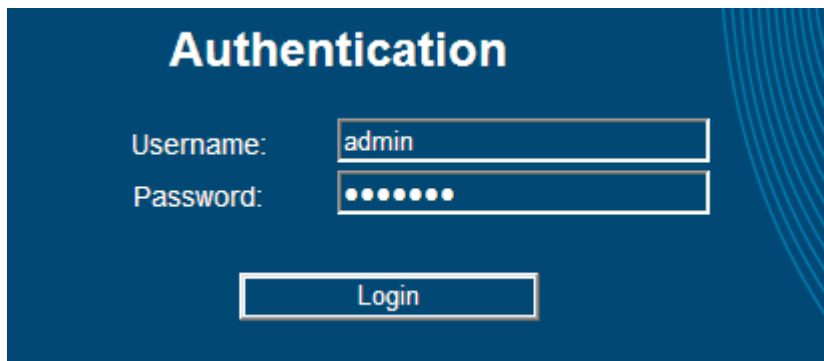 Authentication
Username: admin
Password: •••••••
Login